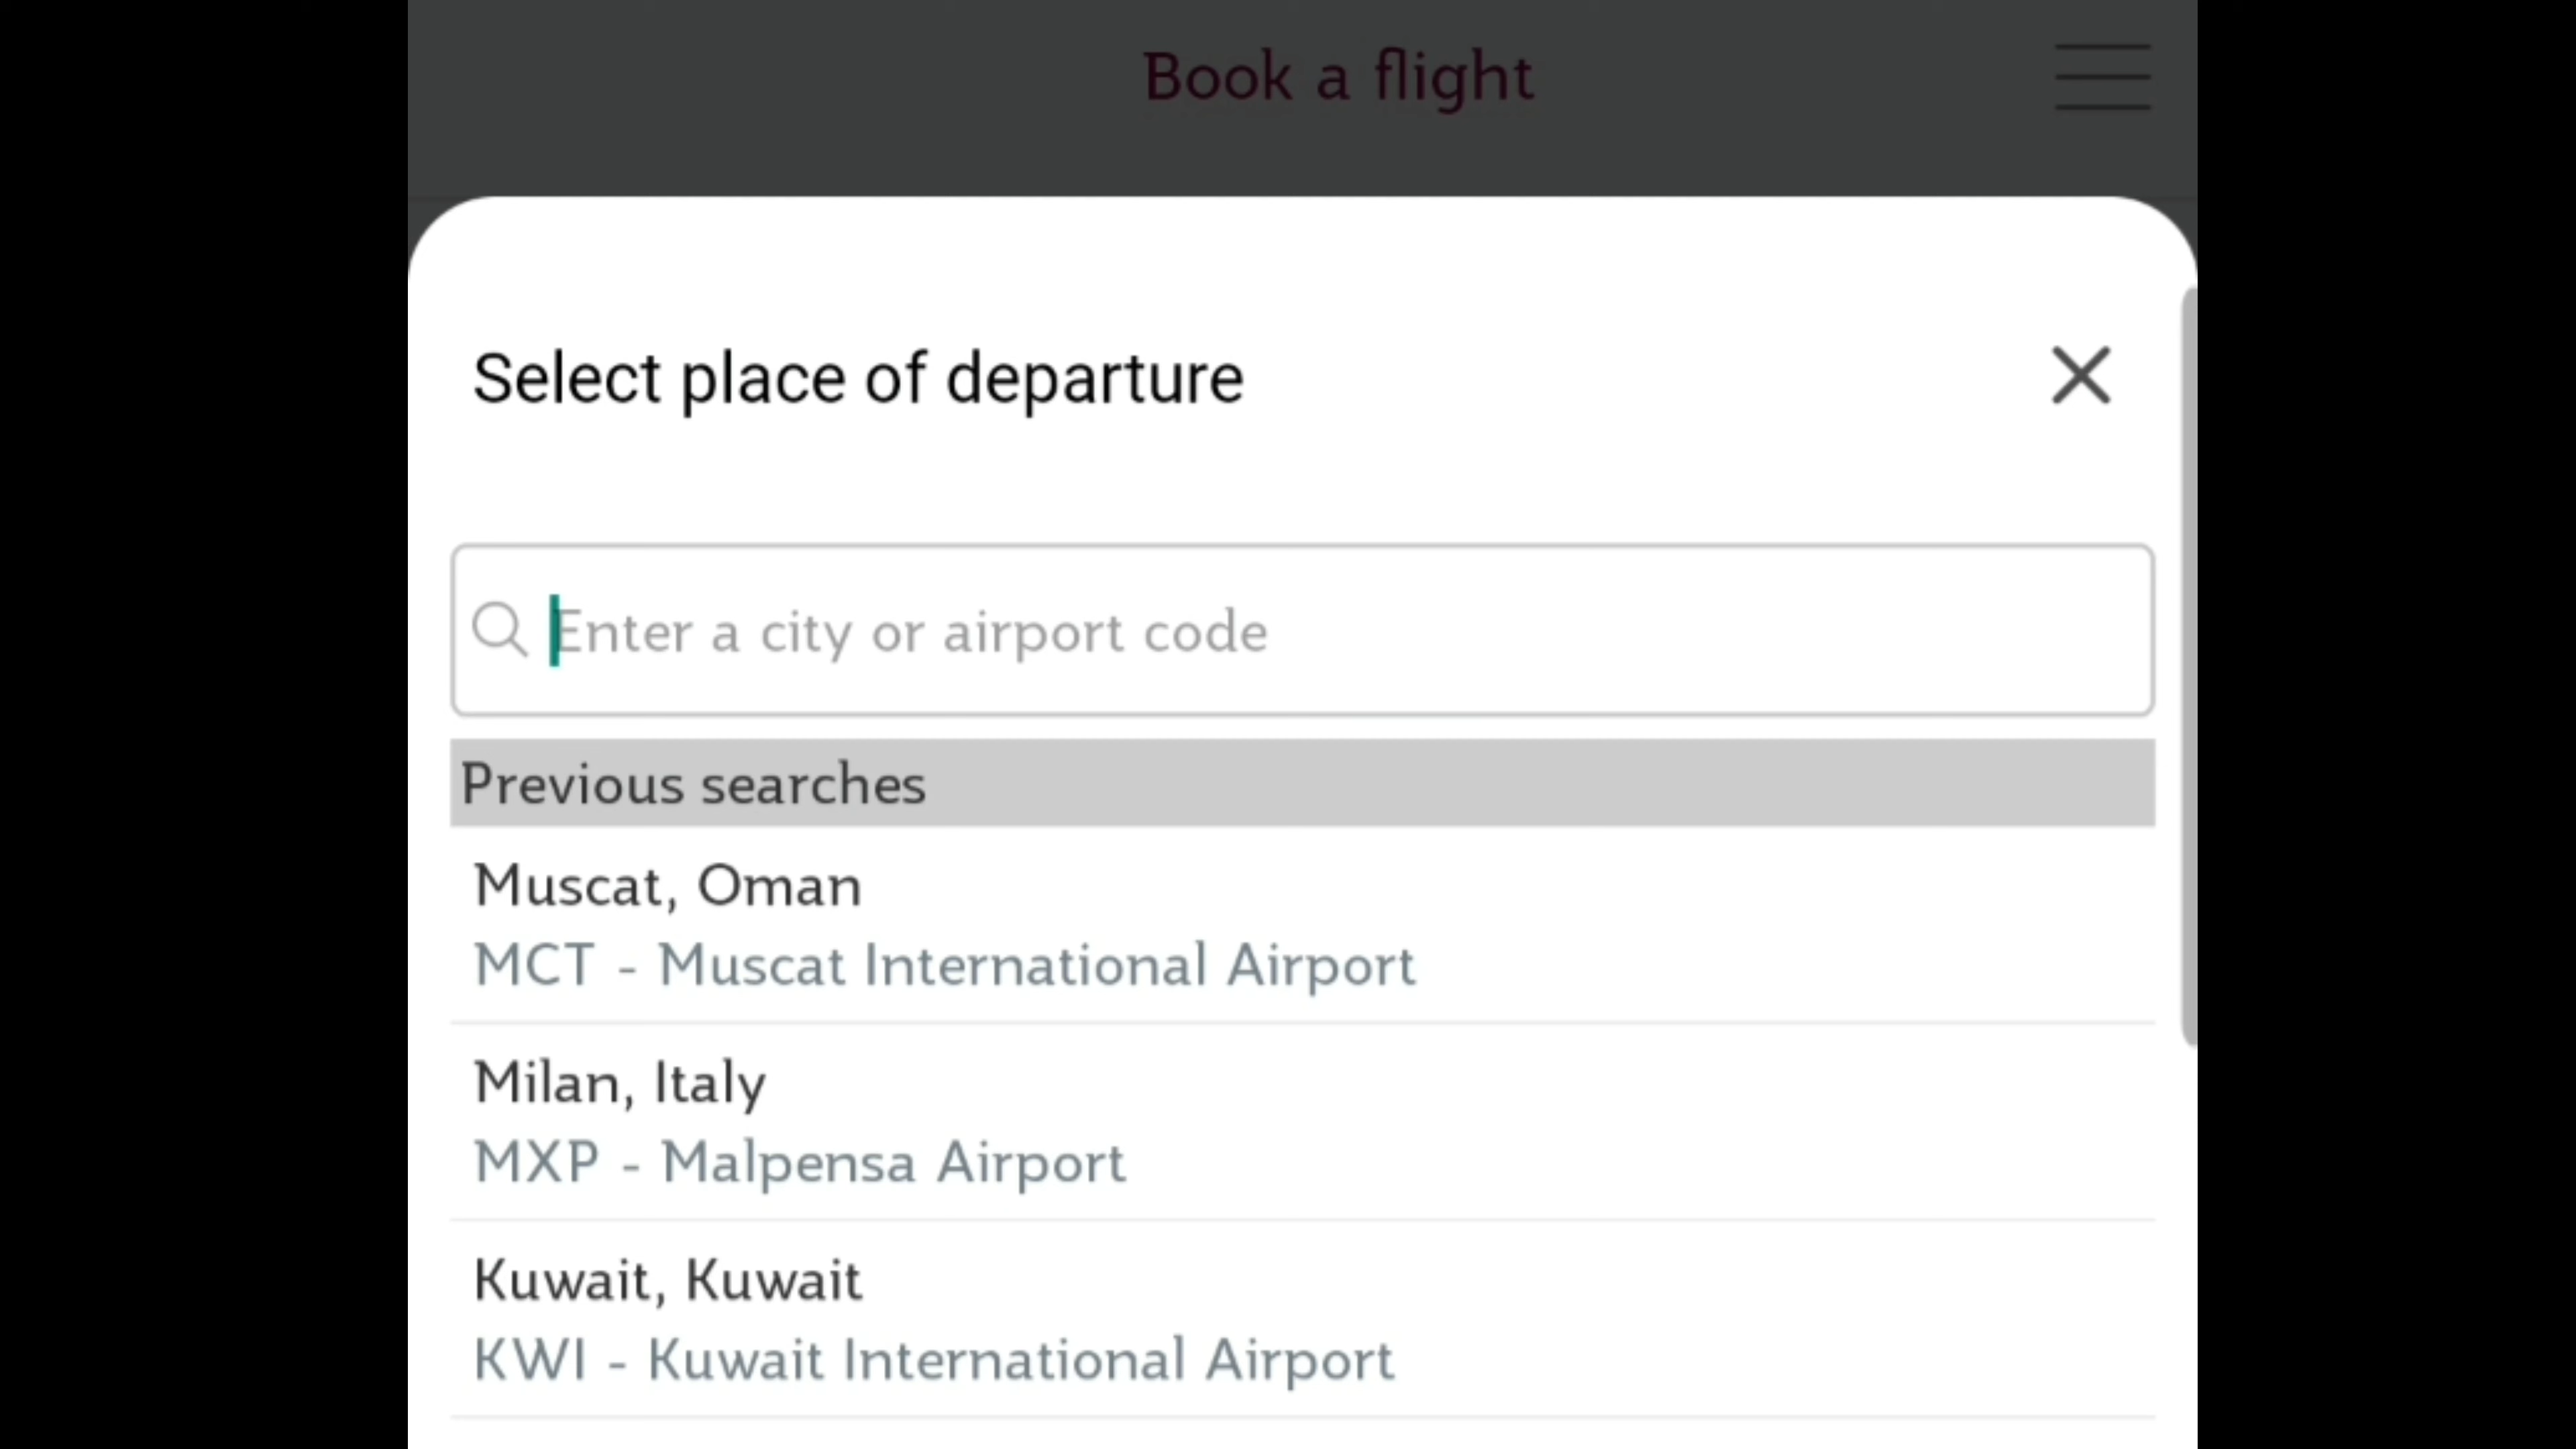 Book a flight
Select place of departure
Enter a city or airport code
Previous searches
Muscat, Oman
MCT - Muscat International Airport
Milan, Italy
MXP - Malpensa Airport
Kuwait, Kuwait
KWI - Kuwait International Airport